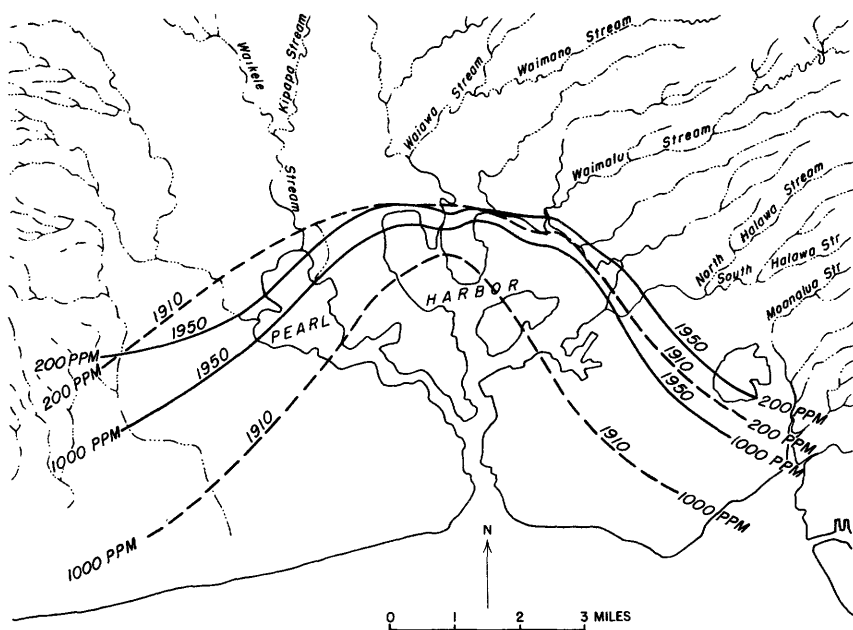 Waikele
Stream
Kipapa Stream
Waiawa Stream
Waimano Stream
Waimalu Stream
North Halawa Stream
South Halawa Str
Moanalua Str
1910
1950
200 PPM
200 PPM
1950
PEARL
HARBOR
1000 PPM
1910
1000 PPM
1950
1910
1950
200 PPM
200 PPM
1000 PPM
1910
1000 PPM
N
0 1 2 3 MILES